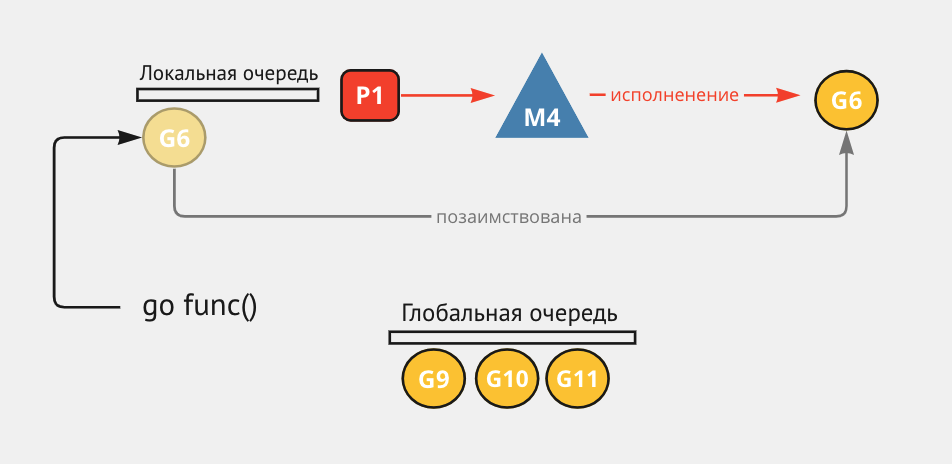 Локальная очередь
P1
M4
исполненение
G6
G6
позаимствована
go func()
Глобальная очередь
G9
G10
G11